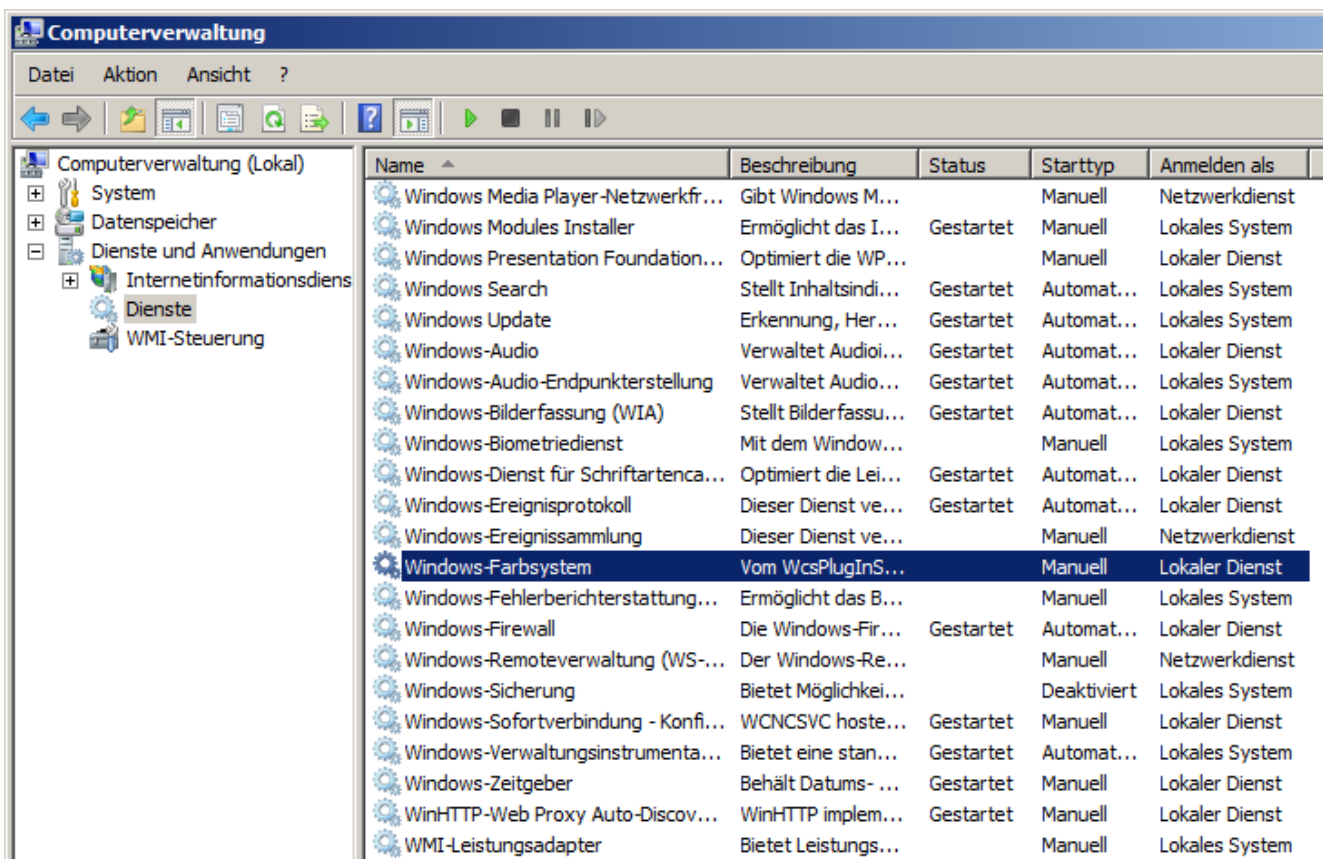 Computerverwaltung
Datei Aktion Ansicht ?
Computerverwaltung (Lokal)
System
Datenspeicher
Dienste und Anwendungen
Internetinformationsdiens
Dienste
WMI-Steuerung
Name Beschreibung Status Starttyp Anmelden als
Windows Media Player-Netzwerkfr... Gibt Windows M... Manuell Netzwerkdienst
Windows Modules Installer Ermöglicht das I... Gestartet Manuell Lokales System
Windows Presentation Foundation... Optimiert die WP... Manuell Lokaler Dienst
Windows Search Stellt Inhaltsindi... Gestartet Automat... Lokales System
Windows Update Erkennung, Her... Gestartet Automat... Lokales System
Windows-Audio Verwaltet Audioi... Gestartet Automat... Lokaler Dienst
Windows-Audio-Endpunkterstellung Verwaltet Audio... Gestartet Automat... Lokales System
Windows-Bilderfassung (WIA) Stellt Bilderfassu... Gestartet Automat... Lokaler Dienst
Windows-Biometriedienst Mit dem Window... Manuell Lokales System
Windows-Dienst für Schriftartenca... Optimiert die Lei... Gestartet Automat... Lokaler Dienst
Windows-Ereignisprotokoll Dieser Dienst ve... Gestartet Automat... Lokaler Dienst
Windows-Ereignissammlung Dieser Dienst ve... Manuell Netzwerkdienst
Windows-Farbsystem Vom WcsPlugInS... Manuell Lokaler Dienst
Windows-Fehlerberichterstattung... Ermöglicht das B... Manuell Lokales System
Windows-Firewall Die Windows-Fir... Gestartet Automat... Lokaler Dienst
Windows-Remoteverwaltung (WS-... Der Windows-Re... Manuell Netzwerkdienst
Windows-Sicherung Bietet Möglichkei... Deaktiviert Lokales System
Windows-Sofortverbindung - Konfi... WCNCSVC hoste... Gestartet Manuell Lokaler Dienst
Windows-Verwaltungsinstrumenta... Bietet eine stan... Gestartet Automat... Lokales System
Windows-Zeitgeber Behält Datums- ... Gestartet Manuell Lokaler Dienst
WinHTTP-Web Proxy Auto-Discov... WinHTTP implem... Gestartet Manuell Lokaler Dienst
WMI-Leistungsadapter Bietet Leistungs... Manuell Lokales System